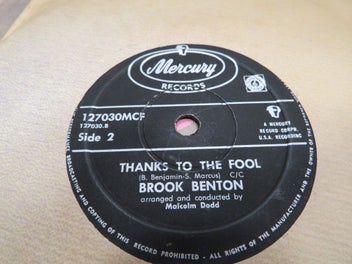 Mercury
RECORDS
127030MCF
127030.B
Side 2
A MERCURY
RECORD CORPN.
U.S.A. RECORDING
THANKS TO THE FOOL
(B. Benjamin-S. Marcus) C/C
BROOK BENTON
arranged and conducted by
Malcolm Dodd
BROADCASTING AND COPYING OF THIS RECORD PROHIBITED - ALL RIGHTS OF THE MANUFACTURER AND THE OWNER OF THE